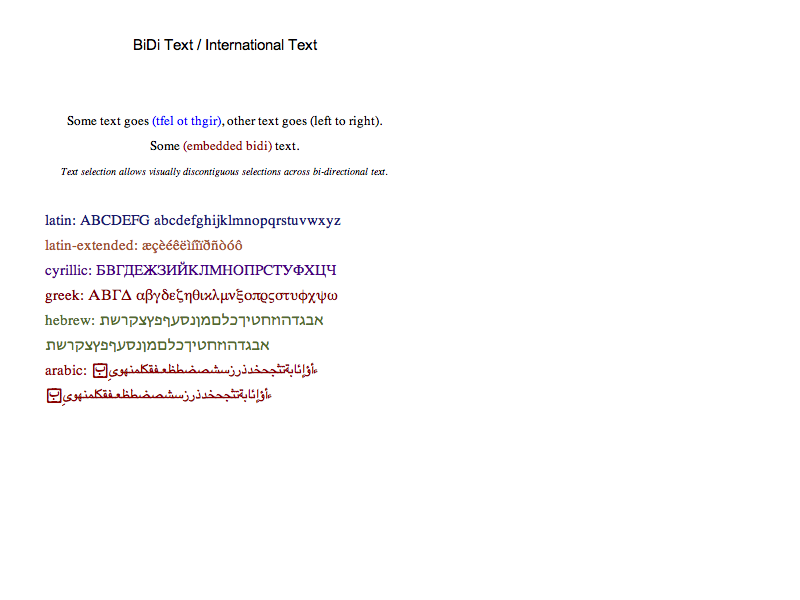 BiDi Text / International Text
Some text goes (tfel ot thgir), other text goes (left to right).
Some (embedded bidi) text.
Text selection allows visually discontiguous selections across bi-directional text.
latin: ABCDEFG abcdefghijklmnopqrstuvwxyz
latin-extended: æçèéêëìíîïðñòóô
cyrillic: БВГДЕЖЗИЙКЛМНОПРСТУФХЦЧ
greek: ΑΒΓΔ αβγδεζηθικλμνξοπρςστυφχψω
hebrew: אבגדהוזחטיךכלםמןנסעףפץצקרשת
אבגדהוזחטיךכלםמןנסעףפץצקרשת
arabic: ءأؤإئابةتثجحخدذرزسشصضطظعفقكلمنهوى
ءأؤإئابةتثجحخدذرزسشصضطظعفقكلمنهوى